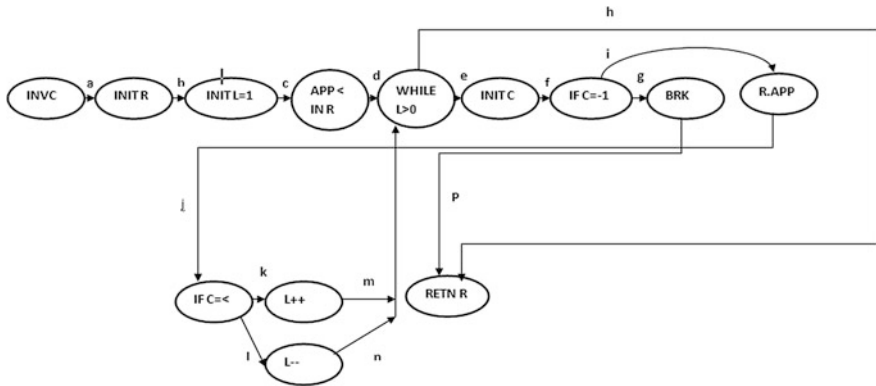 h
i
a
b
c
d
e
f
g
INVC
INIT R
INIT L=1
APP <
IN R
WHILE
L>0
INIT C
IF C=-1
BRK
R.APP
j
P
k
m
IF C=<
L++
RETN R
l
L--
n